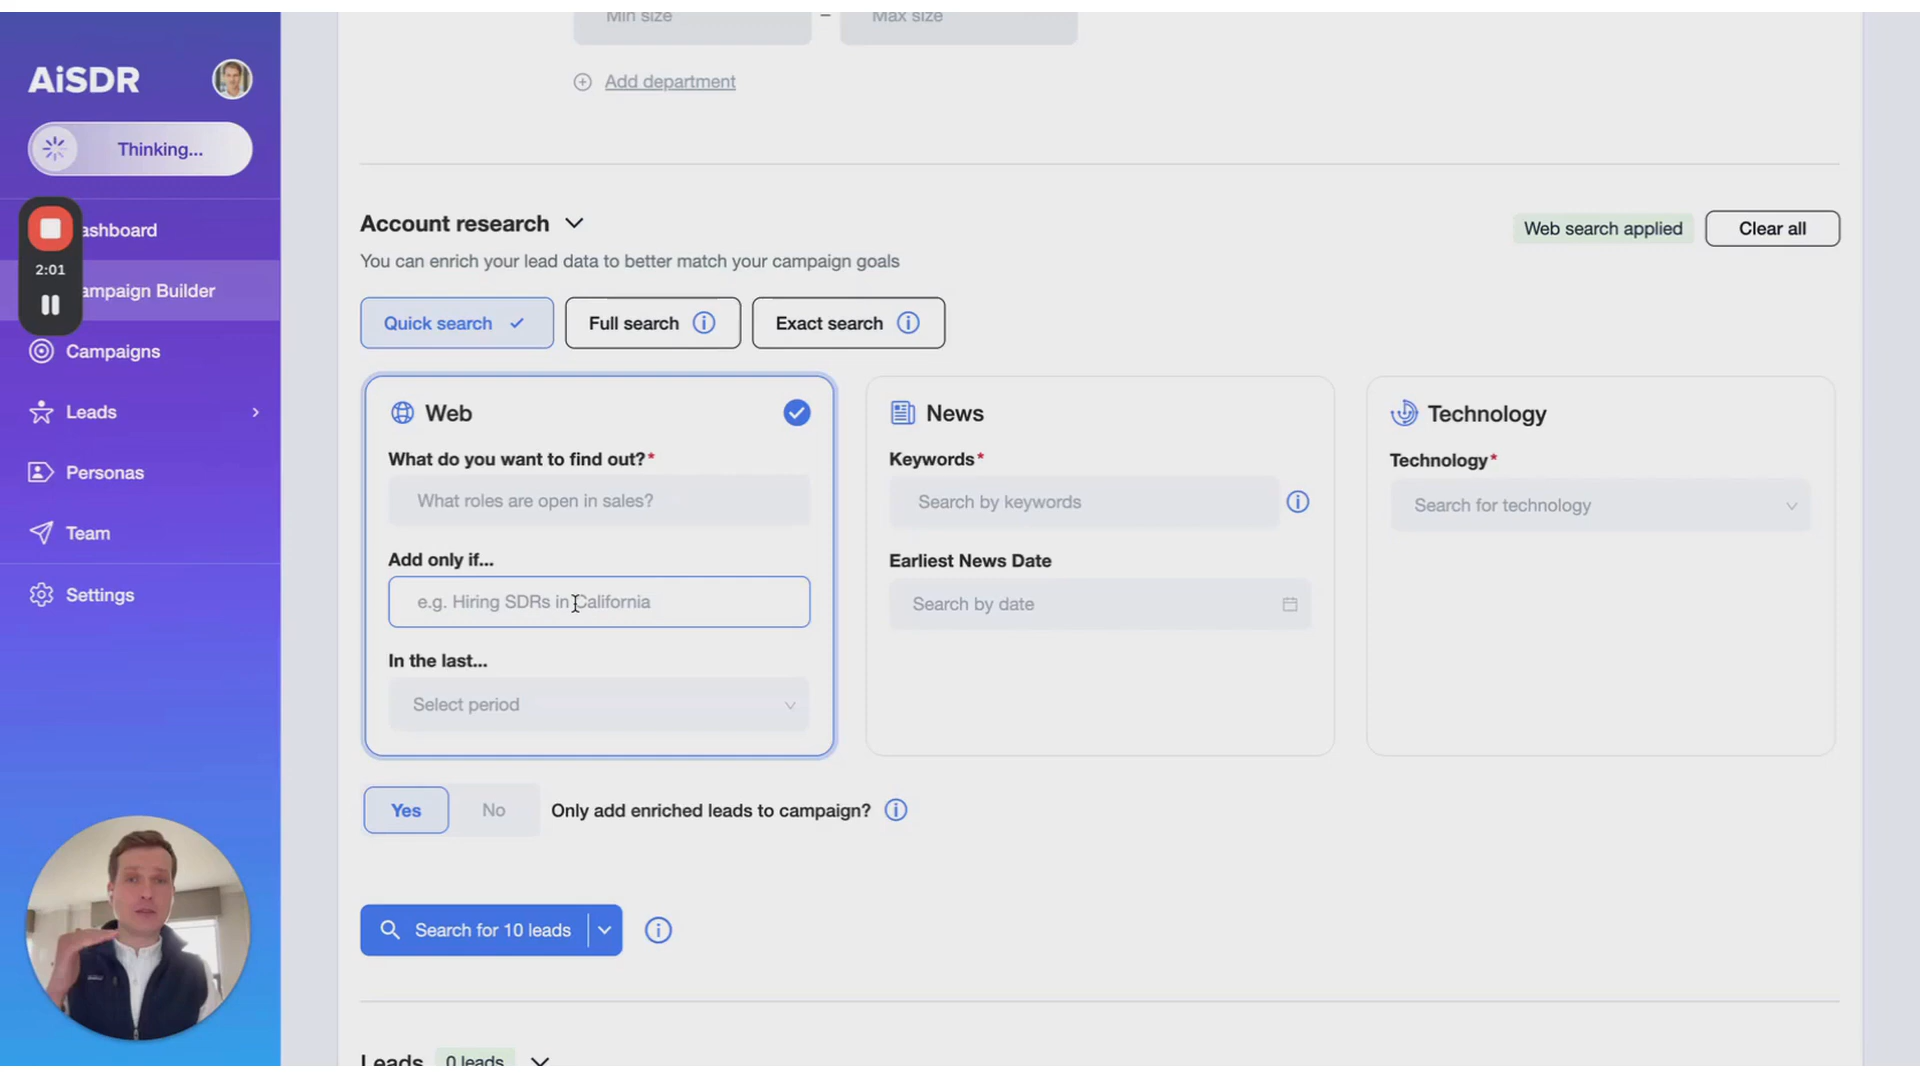 Min size
–
Max size
AiSDR
Add department
Thinking...
Account research
Web search applied
Clear all
Dashboard
2:01
You can enrich your lead data to better match your campaign goals
Campaign Builder
Quick search
Full search
Exact search
Campaigns
Leads
Web
News
Technology
What do you want to find out?*
Keywords*
Technology*
Personas
What roles are open in sales?
Search by keywords
Search for technology
Team
Add only if...
Earliest News Date
Settings
e.g. Hiring SDRs in California
Search by date
In the last...
Select period
Yes
No
Only add enriched leads to campaign?
Search for 10 leads
Leads
0 leads